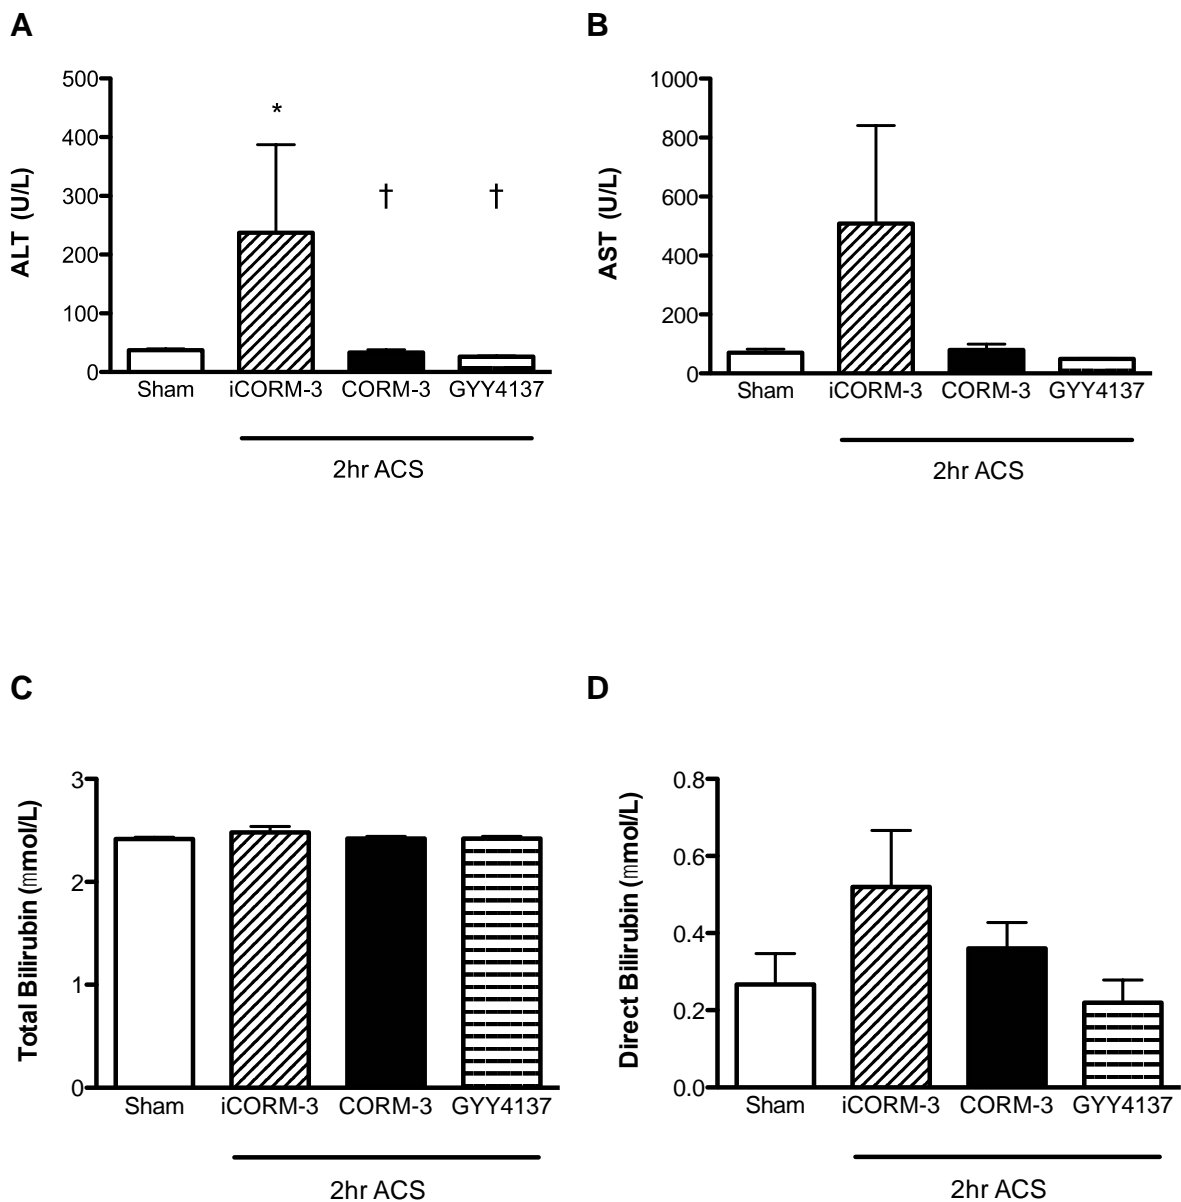 A
ALT (U/L)
500
400
300
200
100
0
*
†
†
Sham iCORM-3 CORM-3 GYY4137
2hr ACS
B
AST (U/L)
1000
800
600
400
200
0
Sham iCORM-3 CORM-3 GYY4137
2hr ACS
C
Total Bilirubin (mmol/L)
3
2
1
0
Sham iCORM-3 CORM-3 GYY4137
2hr ACS
D
Direct Bilirubin (mmol/L)
0.8
0.6
0.4
0.2
0.0
Sham iCORM-3 CORM-3 GYY4137
2hr ACS